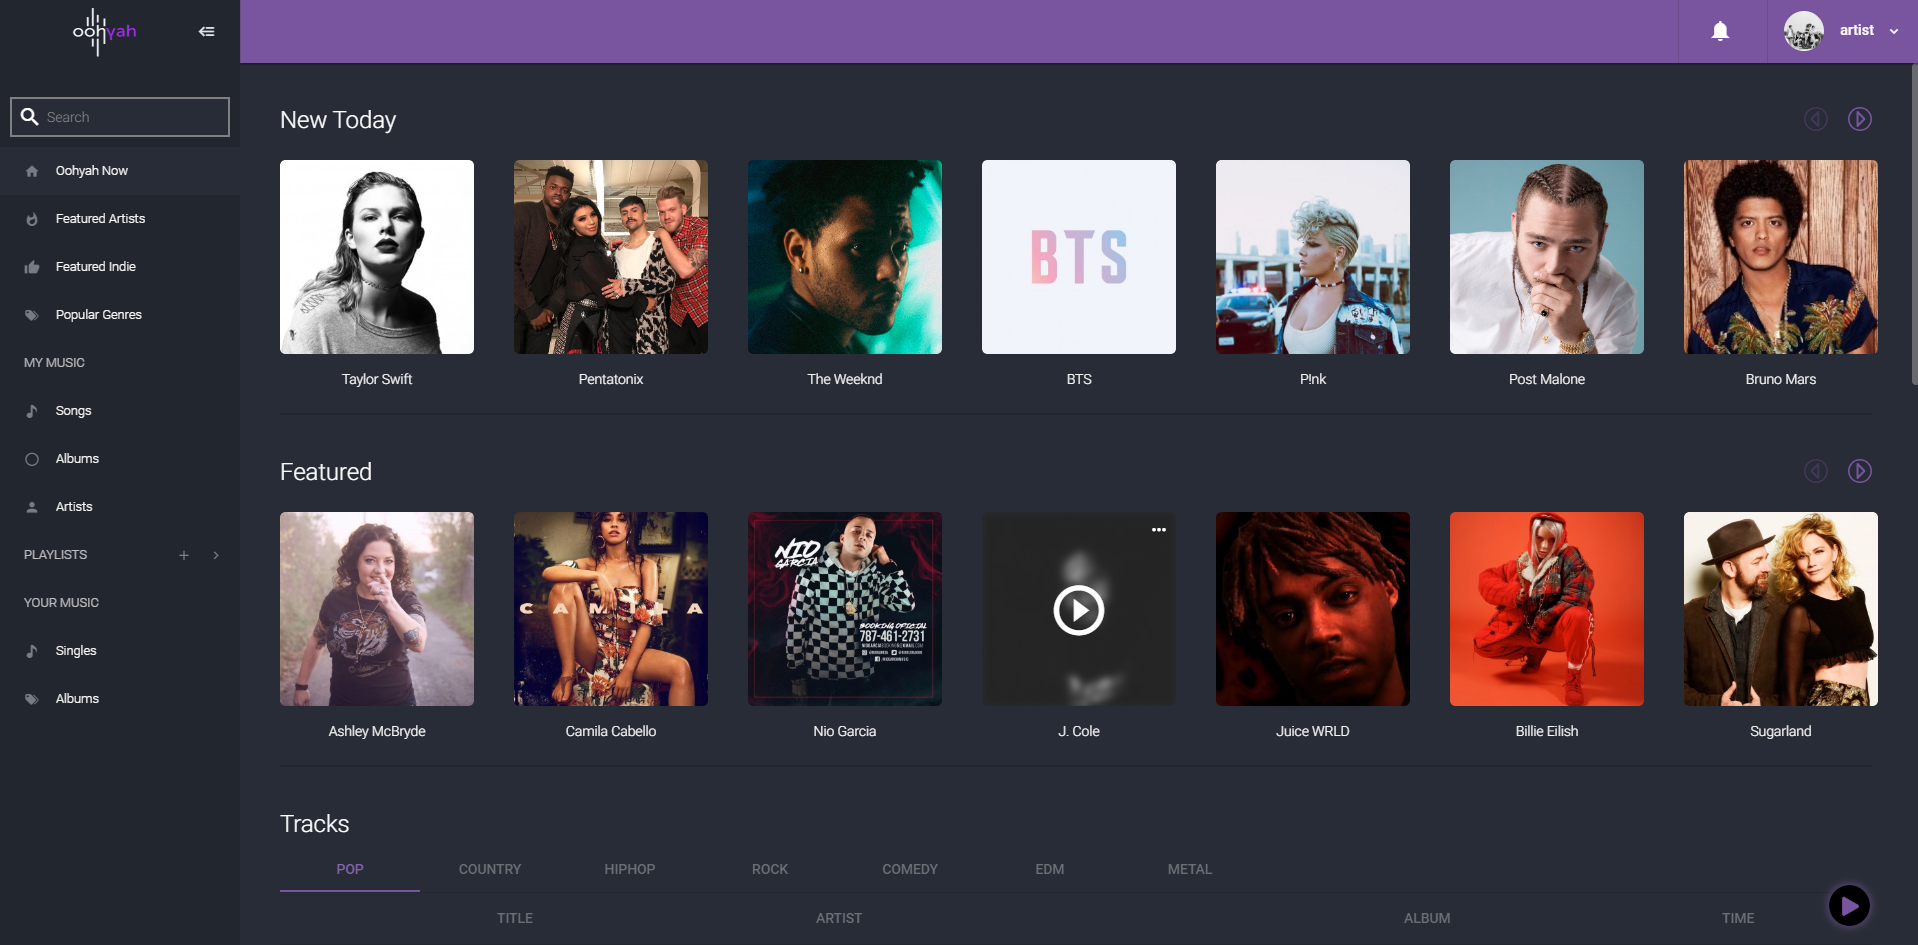 oohyah
artist
Search
Oohyah Now
Featured Artists
Featured Indie
Popular Genres
MY MUSIC
Songs
Albums
Artists
PLAYLISTS
YOUR MUSIC
Singles
Albums
New Today
BTS
Taylor Swift
Pentatonix
The Weeknd
BTS
P!nk
Post Malone
Bruno Mars
Featured
CAMILA
NIO
GARCIA
BOOKING OFICIAL
787-461-2731
Ashley McBryde
Camila Cabello
Nio Garcia
J. Cole
Juice WRLD
Billie Eilish
Sugarland
Tracks
POP
COUNTRY
HIPHOP
ROCK
COMEDY
EDM
METAL
TITLE
ARTIST
ALBUM
TIME